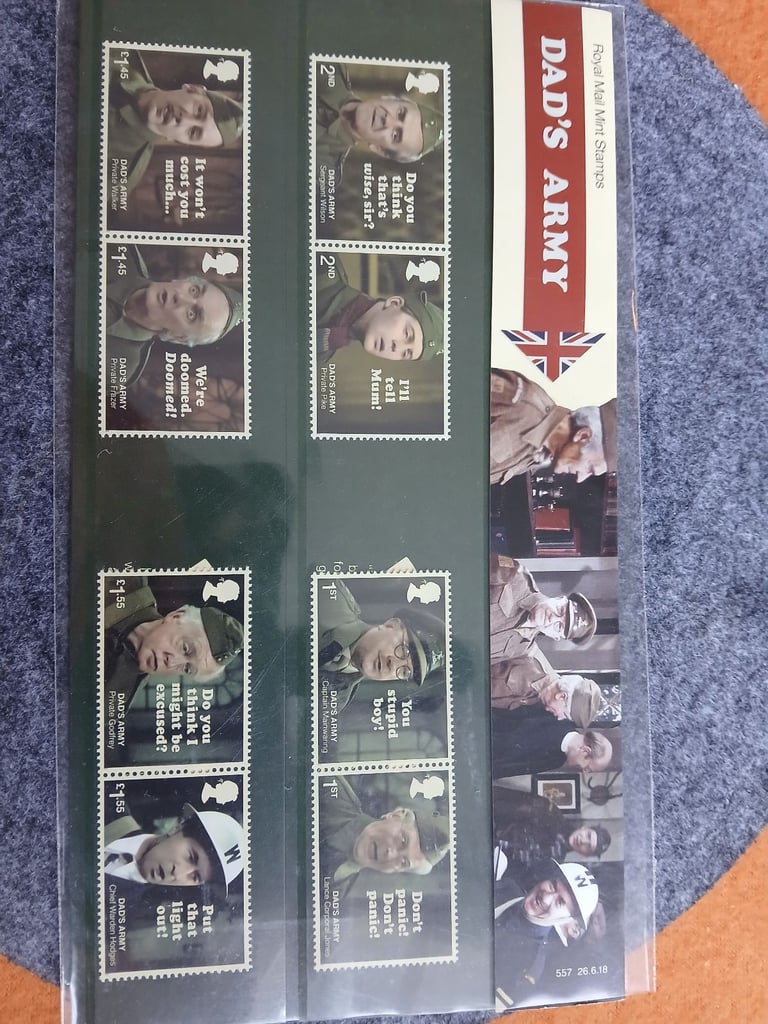 Royal Mail Mint Stamps
DAD'S ARMY
557 26.6.18
2ND
Do you
think
that's
wise, sir?
DAD'S ARMY
Sergeant Wilson
2ND
I'll
tell
Mum!
DAD'S ARMY
Private Pike
1ST
You
stupid
boy!
DAD'S ARMY
Captain Mainwaring
1ST
Don't
panic!
Don't
panic!
DAD'S ARMY
Lance Corporal Jones
£1.45
It won't
cost you
much...
DAD'S ARMY
Private Walker
£1.45
We're
doomed.
Doomed!
DAD'S ARMY
Private Frazer
£1.55
Do you
think I
might be
excused?
DAD'S ARMY
Private Godfrey
£1.55
W
Put
that
light
out!
DAD'S ARMY
Chief Warden Hodges
W